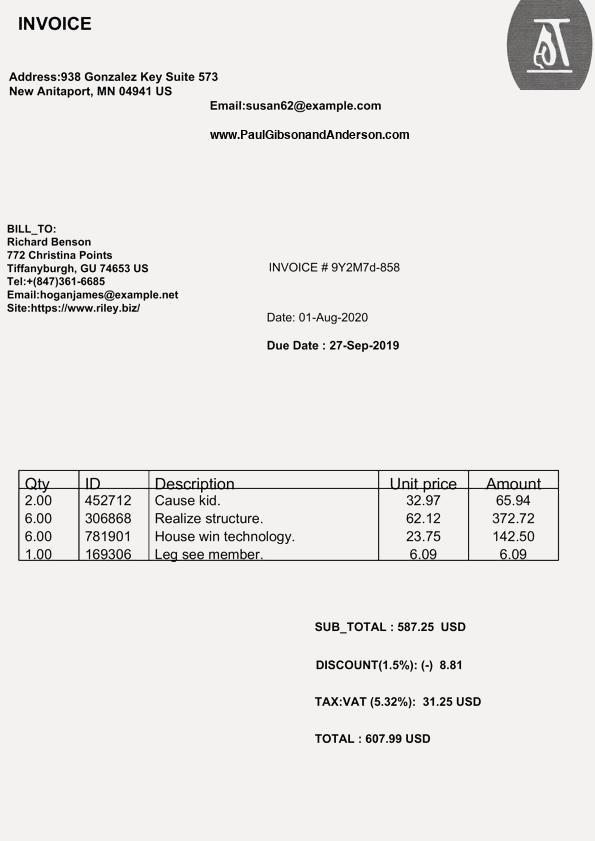 INVOICE
Address:938 Gonzalez Key Suite 573
New Anitaport, MN 04941 US
Email:susan62@example.com
www.PaulGibsonandAnderson.com
BILL_TO:
Richard Benson
772 Christina Points
Tiffanyburgh, GU 74653 US
Tel:+(847)361-6685
Email:hoganjames@example.net
Site:https://www.riley.biz/
INVOICE # 9Y2M7d-858
Date: 01-Aug-2020
Due Date : 27-Sep-2019
Qty ID Description Unit price Amount
2.00 452712 Cause kid. 32.97 65.94
6.00 306868 Realize structure. 62.12 372.72
6.00 781901 House win technology. 23.75 142.50
1.00 169306 Leg see member. 6.09 6.09
SUB_TOTAL : 587.25 USD
DISCOUNT(1.5%): (-) 8.81
TAX:VAT (5.32%): 31.25 USD
TOTAL : 607.99 USD